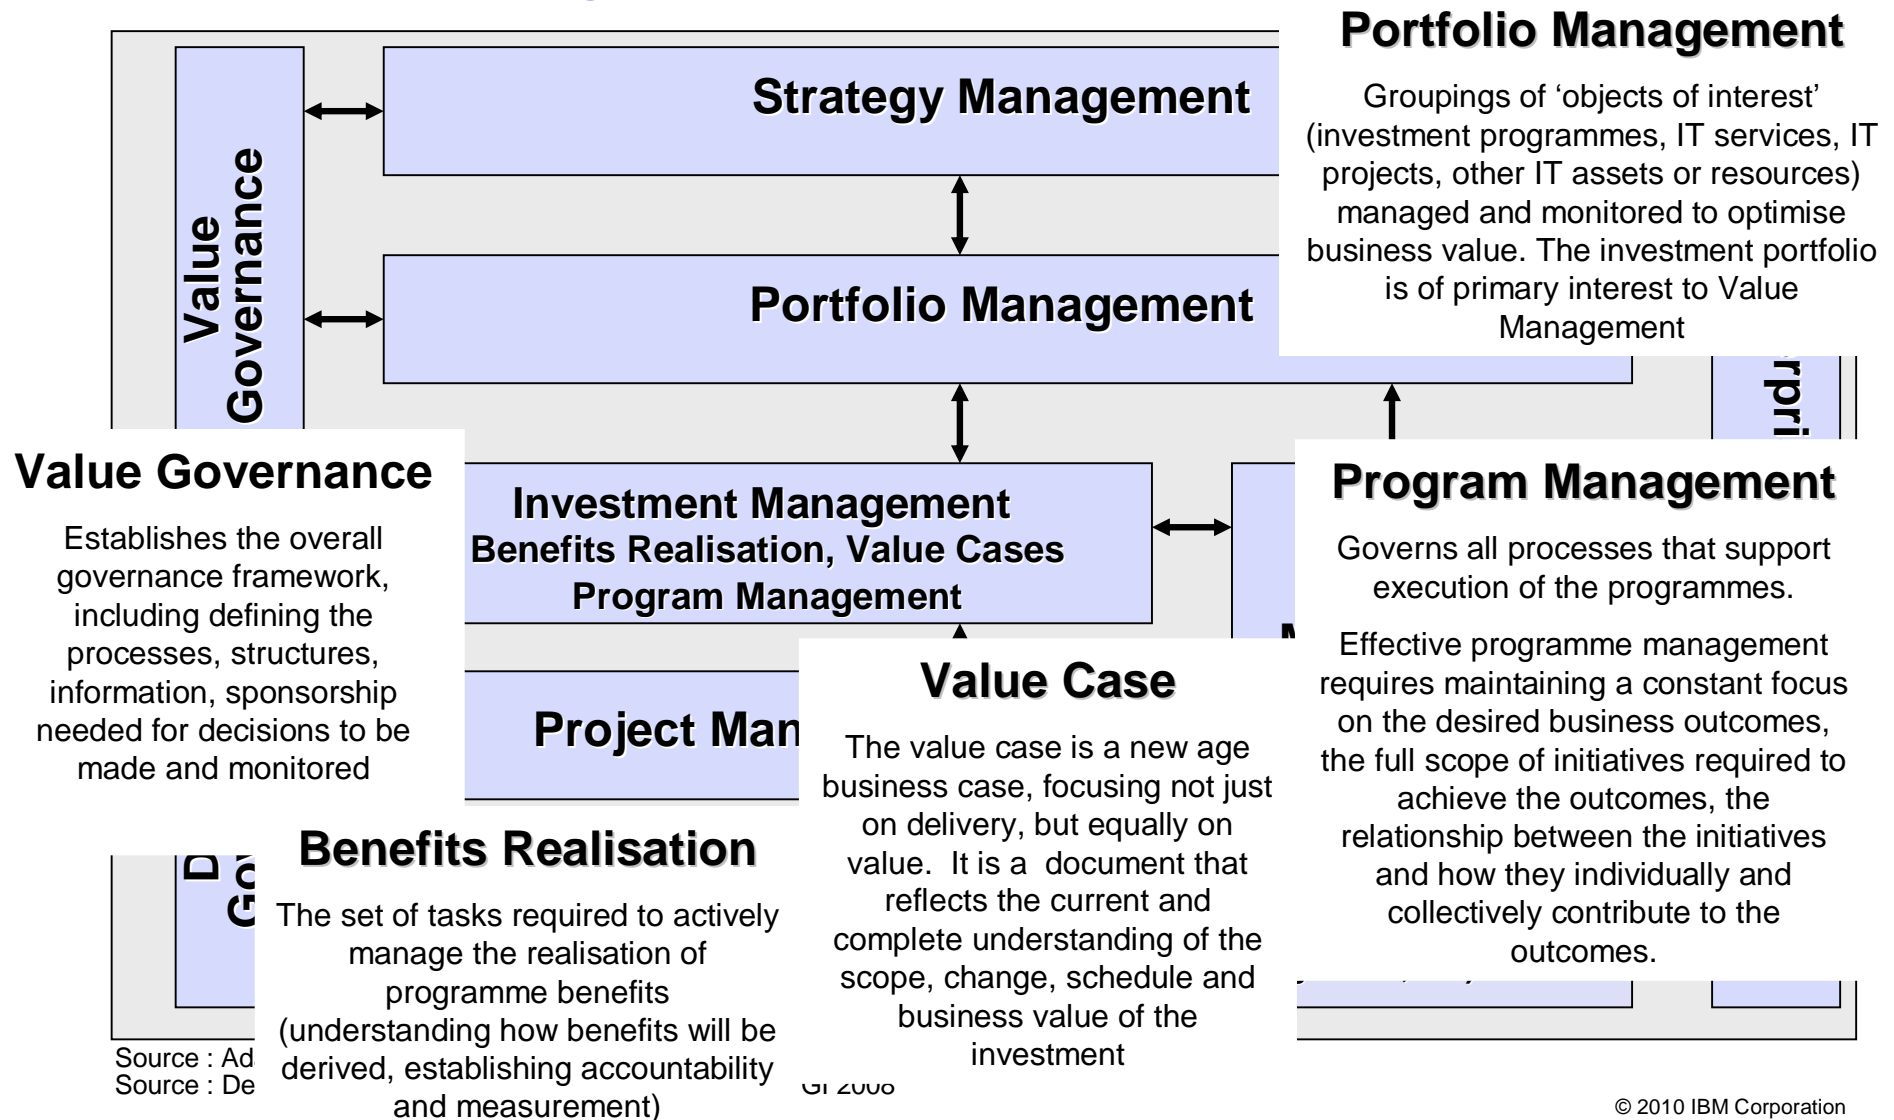 Portfolio Management
Groupings of ‘objects of interest’
(investment programmes, IT services, IT
projects, other IT assets or resources)
managed and monitored to optimise
business value. The investment portfolio
is of primary interest to Value
Management
Strategy Management
Value
Governance
Portfolio Management
Value Governance
Establishes the overall
governance framework,
including defining the
processes, structures,
information, sponsorship
needed for decisions to be
made and monitored
Investment Management
Benefits Realisation, Value Cases
Program Management
Program Management
Governs all processes that support
execution of the programmes.
Effective programme management
requires maintaining a constant focus
on the desired business outcomes,
the full scope of initiatives required to
achieve the outcomes, the
relationship between the initiatives
and how they individually and
collectively contribute to the
outcomes.
Project Man
Value Case
The value case is a new age
business case, focusing not just
on delivery, but equally on
value. It is a document that
reflects the current and
complete understanding of the
scope, change, schedule and
business value of the
investment
Benefits Realisation
The set of tasks required to actively
manage the realisation of
programme benefits
(understanding how benefits will be
derived, establishing accountability
and measurement)
Source : Ad
Source : De
2008
© 2010 IBM Corporation